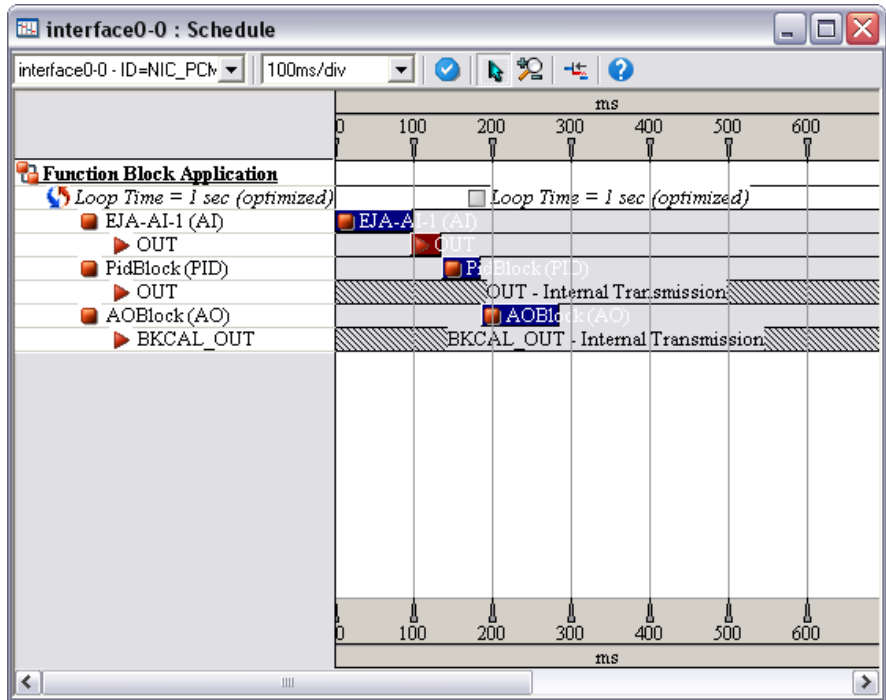 interface0-0 : Schedule
interface0-0 - ID=NIC_PCM 100ms/div
ms
0 100 200 300 400 500 600
Function Block Application
Loop Time = 1 sec (optimized) Loop Time = 1 sec (optimized)
EJA-AI-1 (AI) EJA-AI-1 (AI)
OUT OUT
PidBlock (PID) PidBlock (PID)
OUT OUT - Internal Transmission
AOBlock (AO) AOBlock (AO)
BKCAL_OUT BKCAL_OUT - Internal Transmission
0 100 200 300 400 500 600
ms